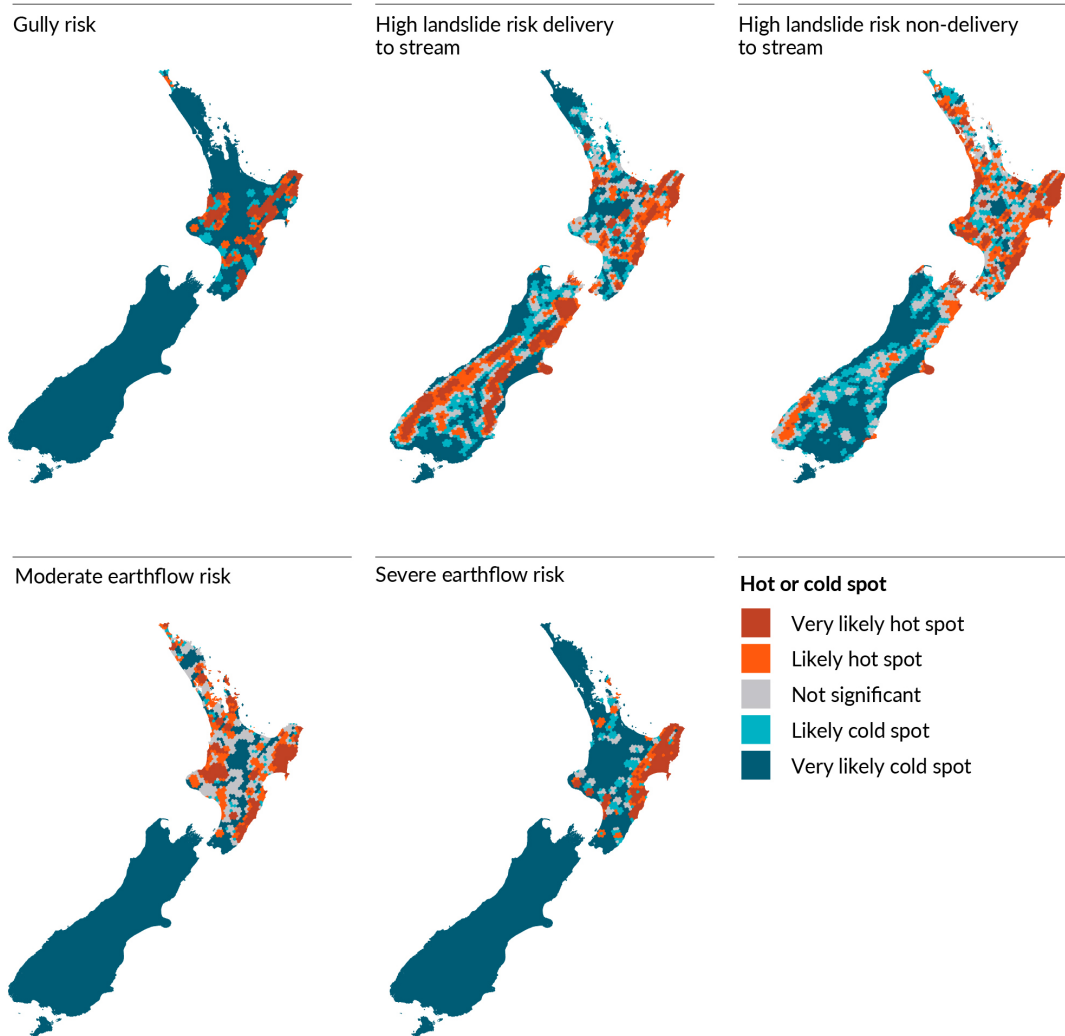 Gully risk
High landslide risk delivery
to stream
High landslide risk non-delivery
to stream
Moderate earthflow risk
Severe earthflow risk
Hot or cold spot
Very likely hot spot
Likely hot spot
Not significant
Likely cold spot
Very likely cold spot